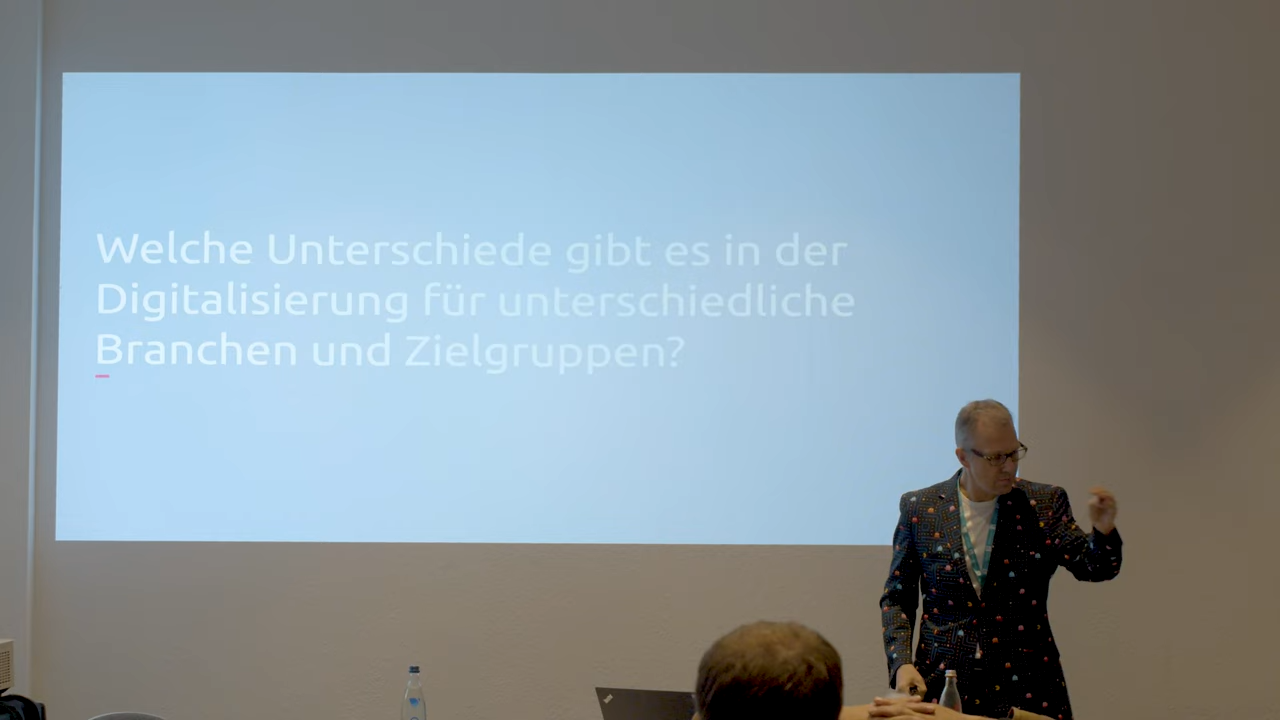 Welche Unterschiede gibt es in der
Digitalisierung für unterschiedliche
Branchen und Zielgruppen?